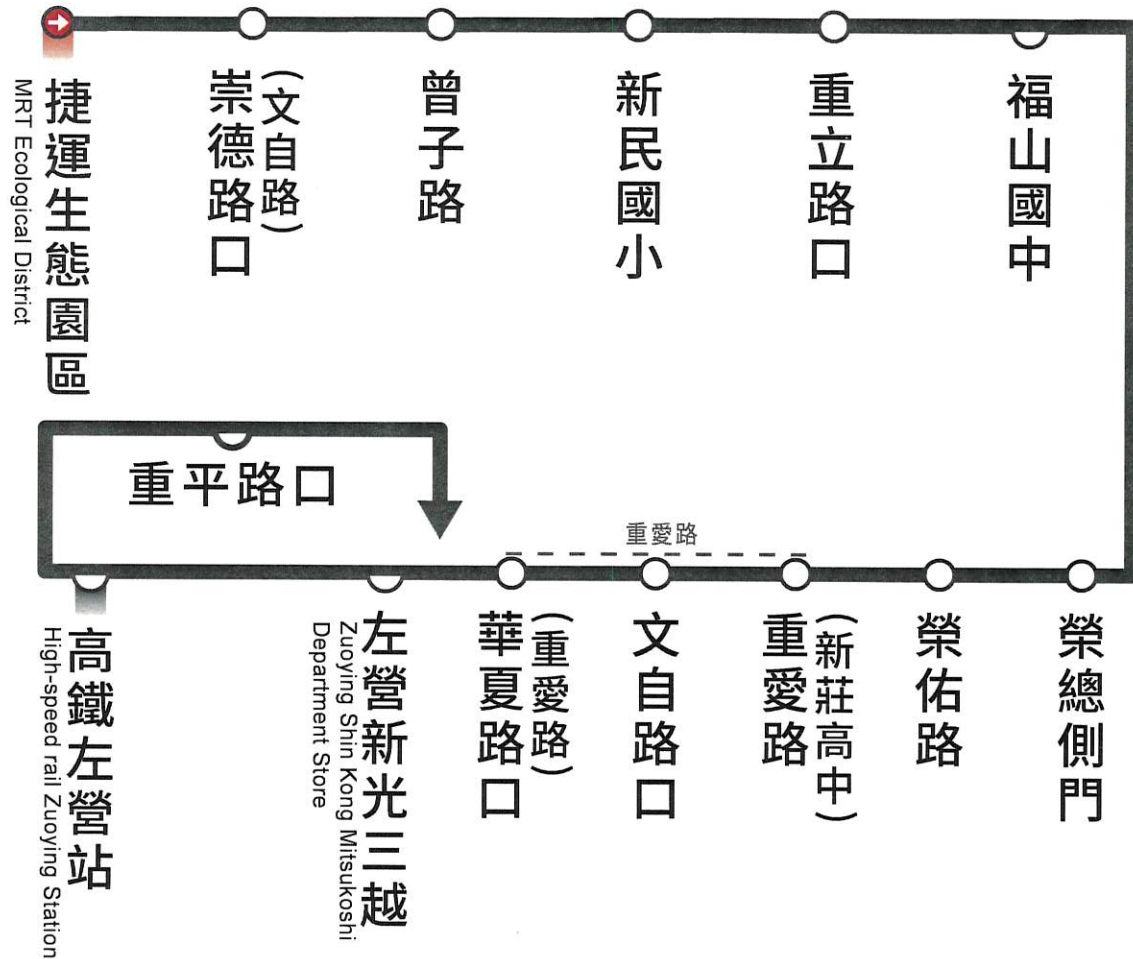 捷運生態園區
MRT Ecological District
崇德路口
(文自路)
曾子路
新民國小
重立路口
福山國中
榮總側門
榮佑路
重愛路
(新莊高中)
文自路口
重愛路
華夏路口
(重愛路)
左營新光三越
Zuoying Shin Kong Mitsukoshi
Department Store
高鐵左營站
High-speed rail Zuoying Station
重平路口